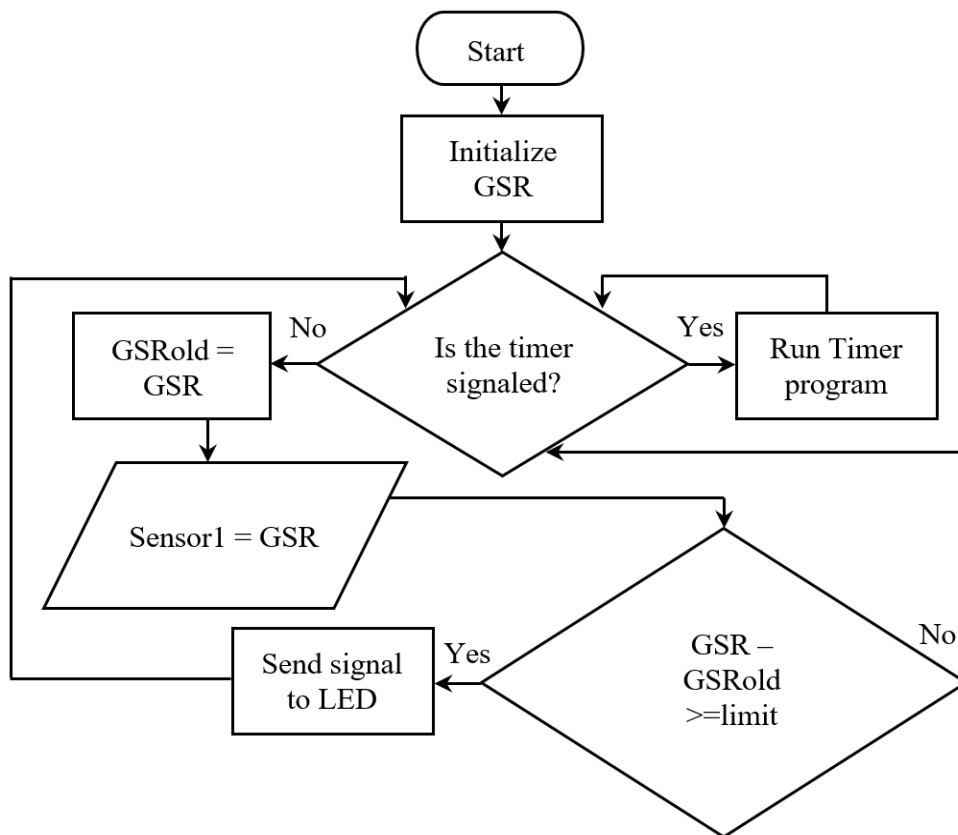 Start
Initialize
GSR
Is the timer
signaled?
No
Yes
GSRold =
GSR
Run Timer
program
Sensor1 = GSR
GSR –
GSRold
>=limit
Yes
No
Send signal
to LED